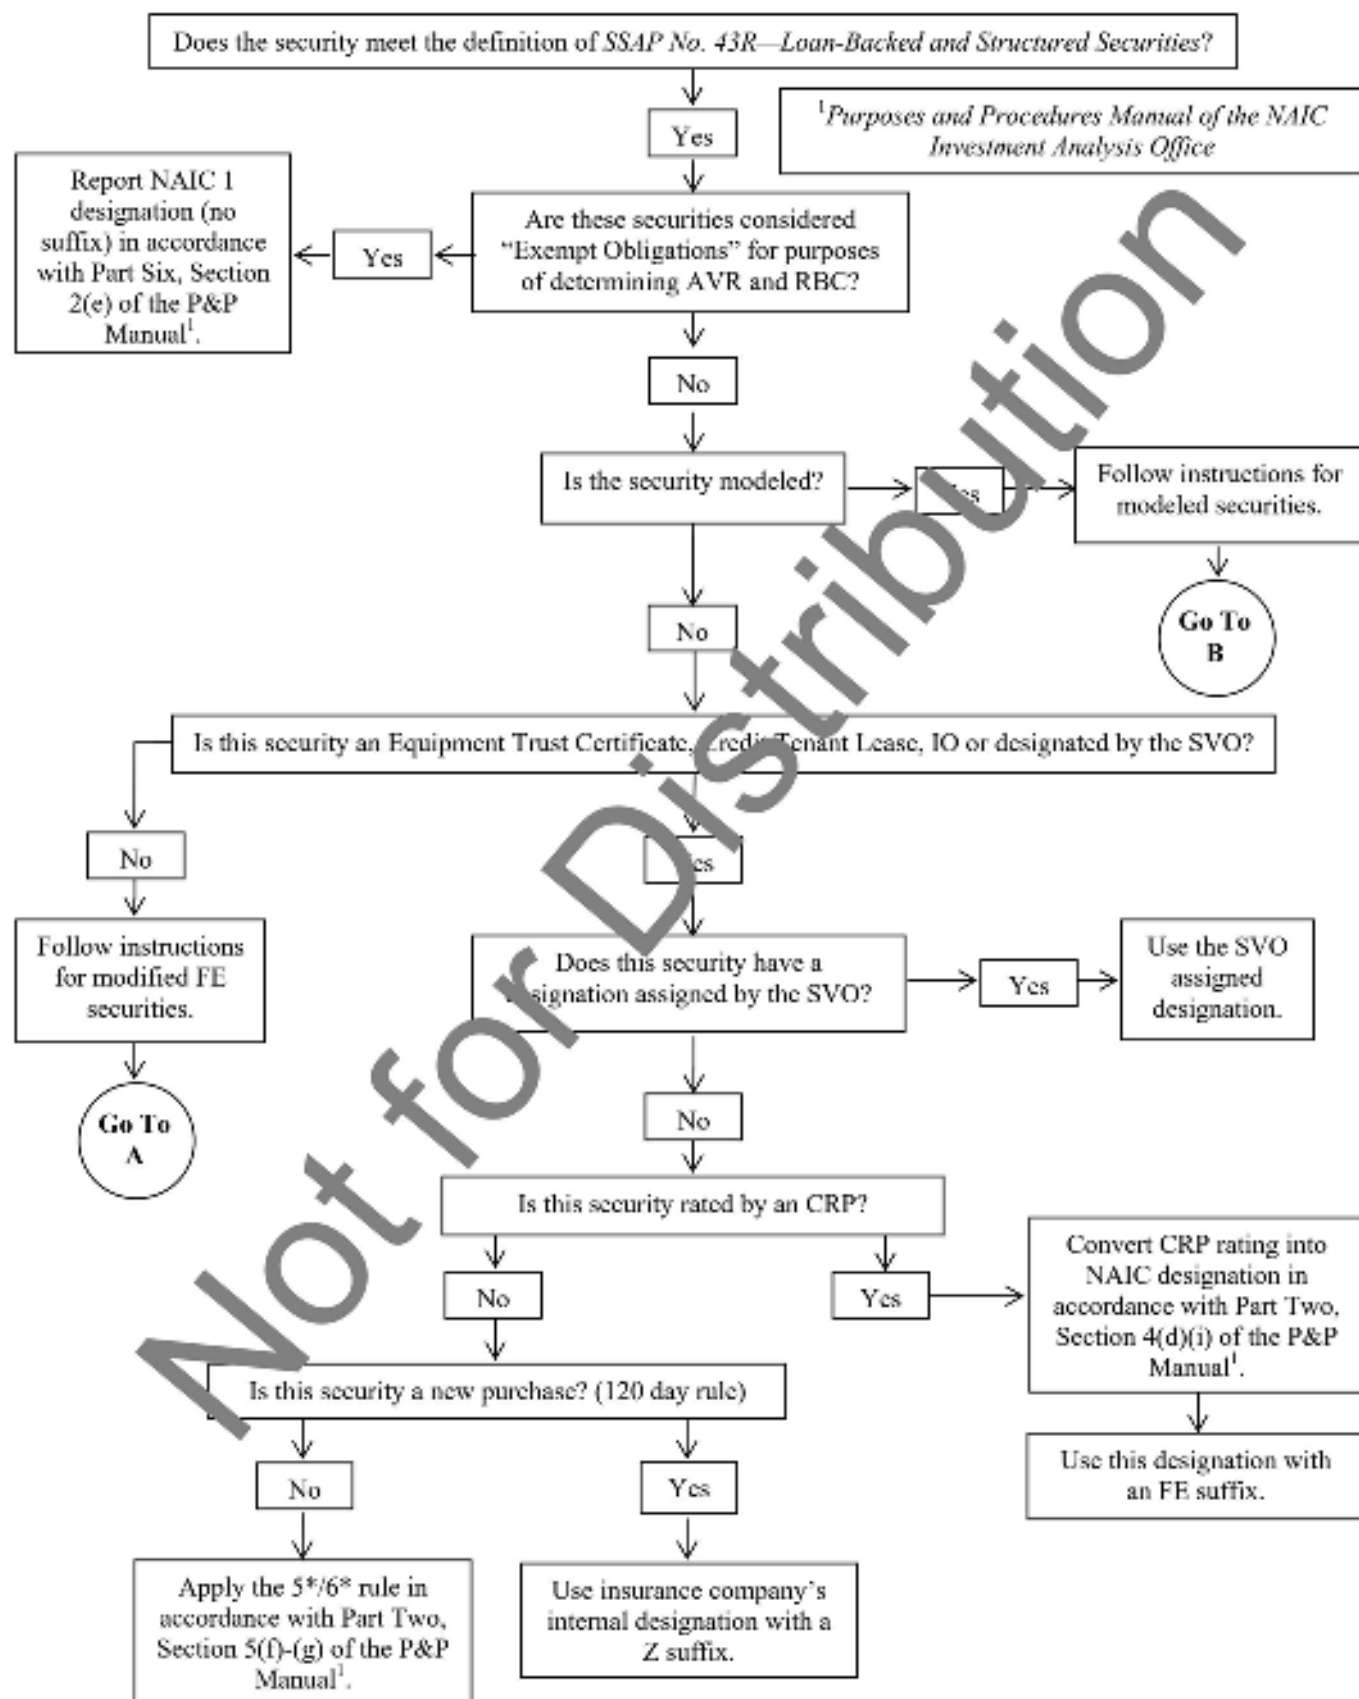 Does the security meet the definition of SSAP No. 43R—Loan-Backed and Structured Securities?
Yes
¹Purposes and Procedures Manual of the NAIC
Investment Analysis Office
Report NAIC 1
designation (no
suffix) in accordance
with Part Six, Section
2(e) of the P&P
Manual¹.
Yes
Are these securities considered
“Exempt Obligations” for purposes
of determining AVR and RBC?
No
Is the security modeled?
Yes
Follow instructions for
modeled securities.
Go To
B
No
Is this security an Equipment Trust Certificate, Credit Tenant Lease, IO or designated by the SVO?
No
Yes
Follow instructions
for modified FE
securities.
Go To
A
Does this security have a
designation assigned by the SVO?
Yes
Use the SVO
assigned
designation.
No
Is this security rated by an CRP?
No
Yes
Convert CRP rating into
NAIC designation in
accordance with Part Two,
Section 4(d)(i) of the P&P
Manual¹.
Use this designation with
an FE suffix.
Is this security a new purchase? (120 day rule)
No
Yes
Apply the 5*/6* rule in
accordance with Part Two,
Section 5(f)-(g) of the P&P
Manual¹.
Use insurance company’s
internal designation with a
Z suffix.
Not for Distribution